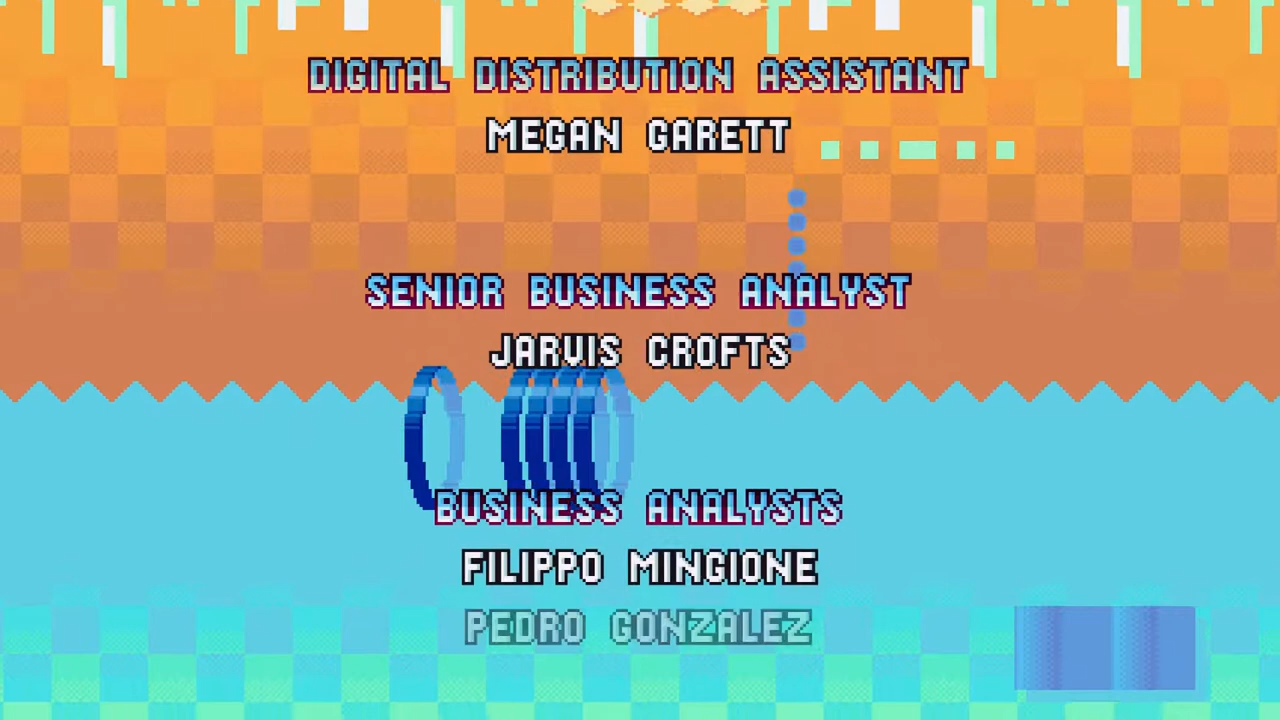 DIGITAL DISTRIBUTION ASSISTANT
MEGAN GARETT
SENIOR BUSINESS ANALYST
JARVIS CROFTS
BUSINESS ANALYSTS
FILIPPO MINGIONE
PEDRO GONZALEZ